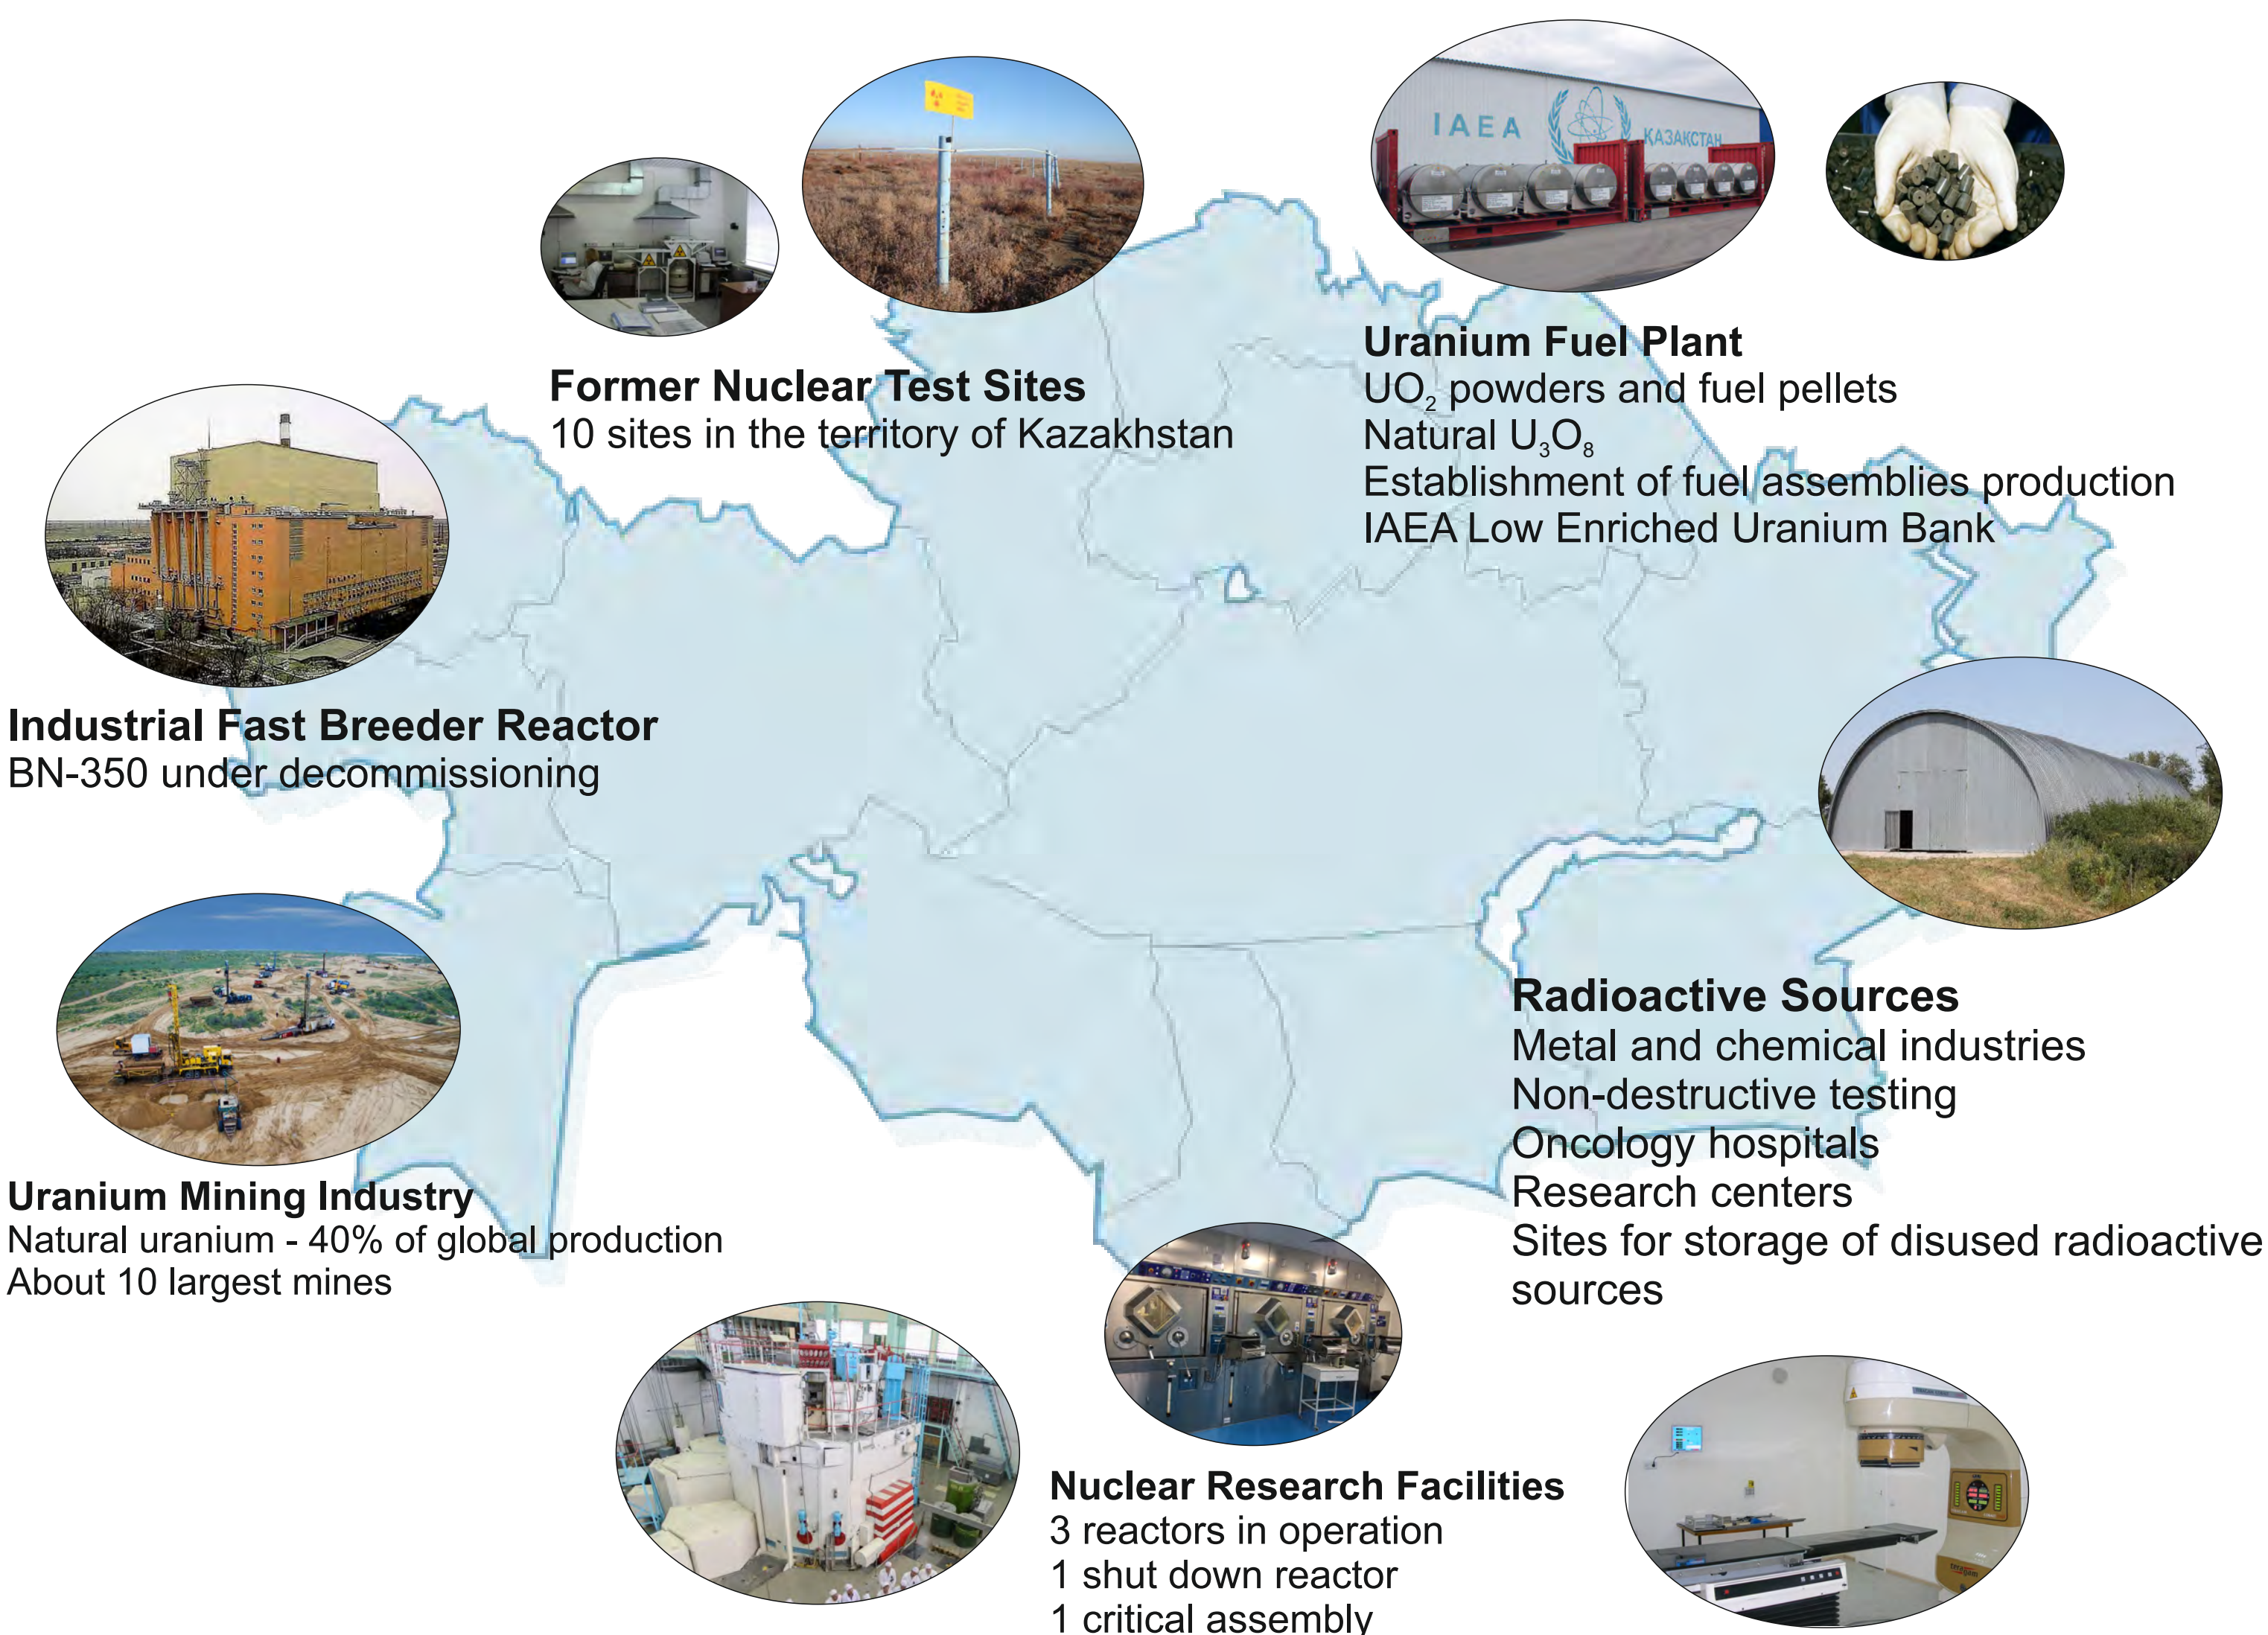 IAEA
ҚАЗАҚСТАН
Former Nuclear Test Sites
10 sites in the territory of Kazakhstan
Uranium Fuel Plant
UO₂ powders and fuel pellets
Natural U₃O₈
Establishment of fuel assemblies production
IAEA Low Enriched Uranium Bank
Industrial Fast Breeder Reactor
BN-350 under decommissioning
Radioactive Sources
Metal and chemical industries
Non-destructive testing
Oncology hospitals
Research centers
Sites for storage of disused radioactive
sources
Uranium Mining Industry
Natural uranium - 40% of global production
About 10 largest mines
Nuclear Research Facilities
3 reactors in operation
1 shut down reactor
1 critical assembly